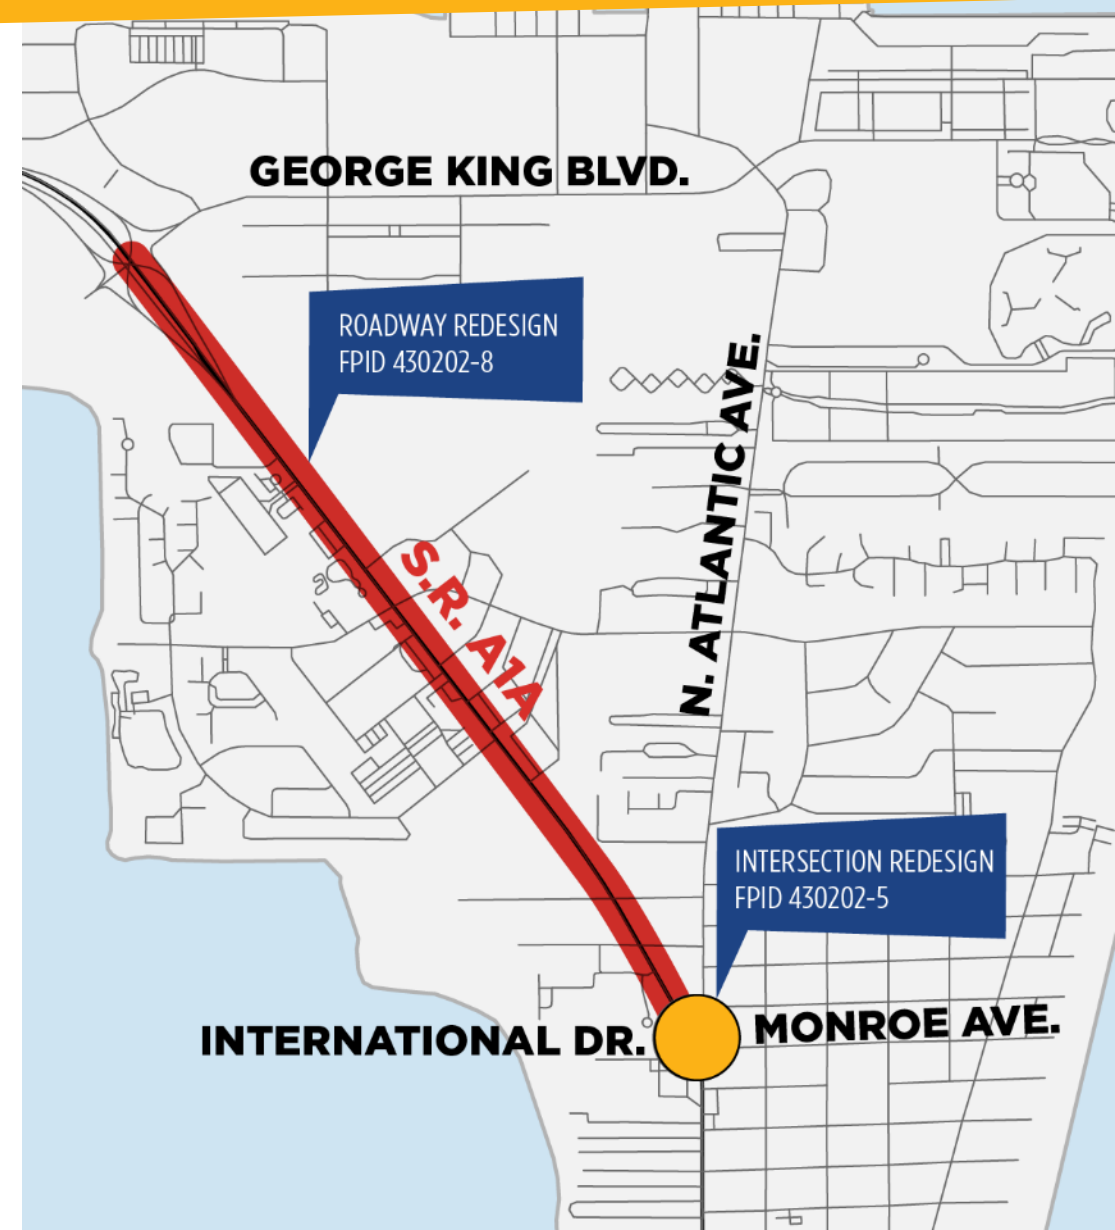 GEORGE KING BLVD.
ROADWAY REDESIGN
FPID 430202-8
N. ATLANTIC AVE.
S.R. A1A
INTERSECTION REDESIGN
FPID 430202-5
INTERNATIONAL DR.
MONROE AVE.